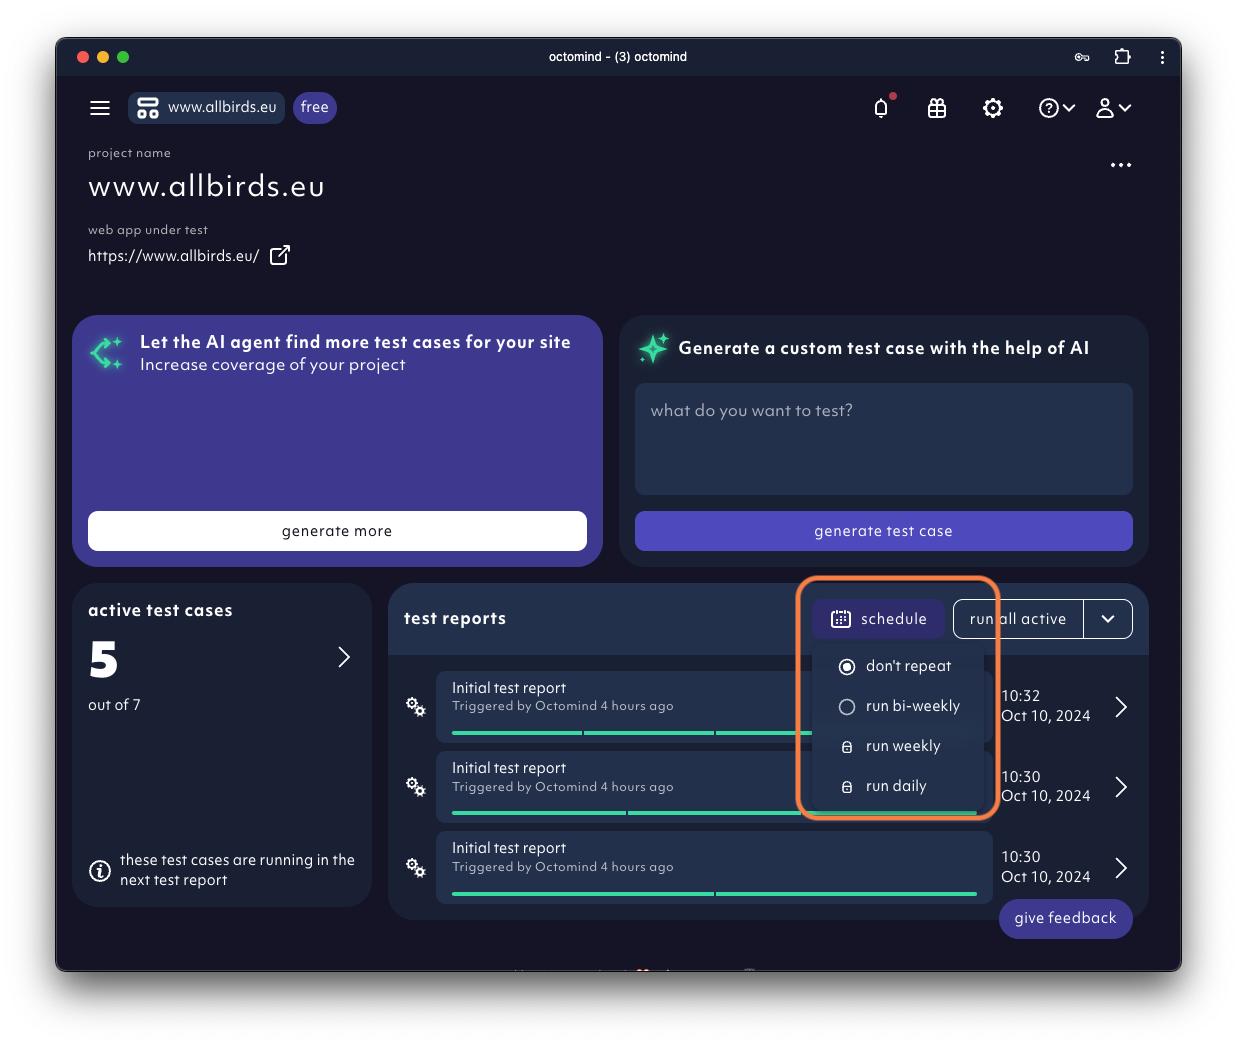 octomind - (3) octomind
www.allbirds.eu
free
project name
www.allbirds.eu
web app under test
https://www.allbirds.eu/
Let the AI agent find more test cases for your site
Increase coverage of your project
generate more
Generate a custom test case with the help of AI
what do you want to test?
generate test case
active test cases
5
out of 7
these test cases are running in the
next test report
test reports
schedule
run all active
don't repeat
run bi-weekly
run weekly
run daily
Initial test report
Triggered by Octomind 4 hours ago
10:32
Oct 10, 2024
Initial test report
Triggered by Octomind 4 hours ago
10:30
Oct 10, 2024
Initial test report
Triggered by Octomind 4 hours ago
10:30
Oct 10, 2024
give feedback